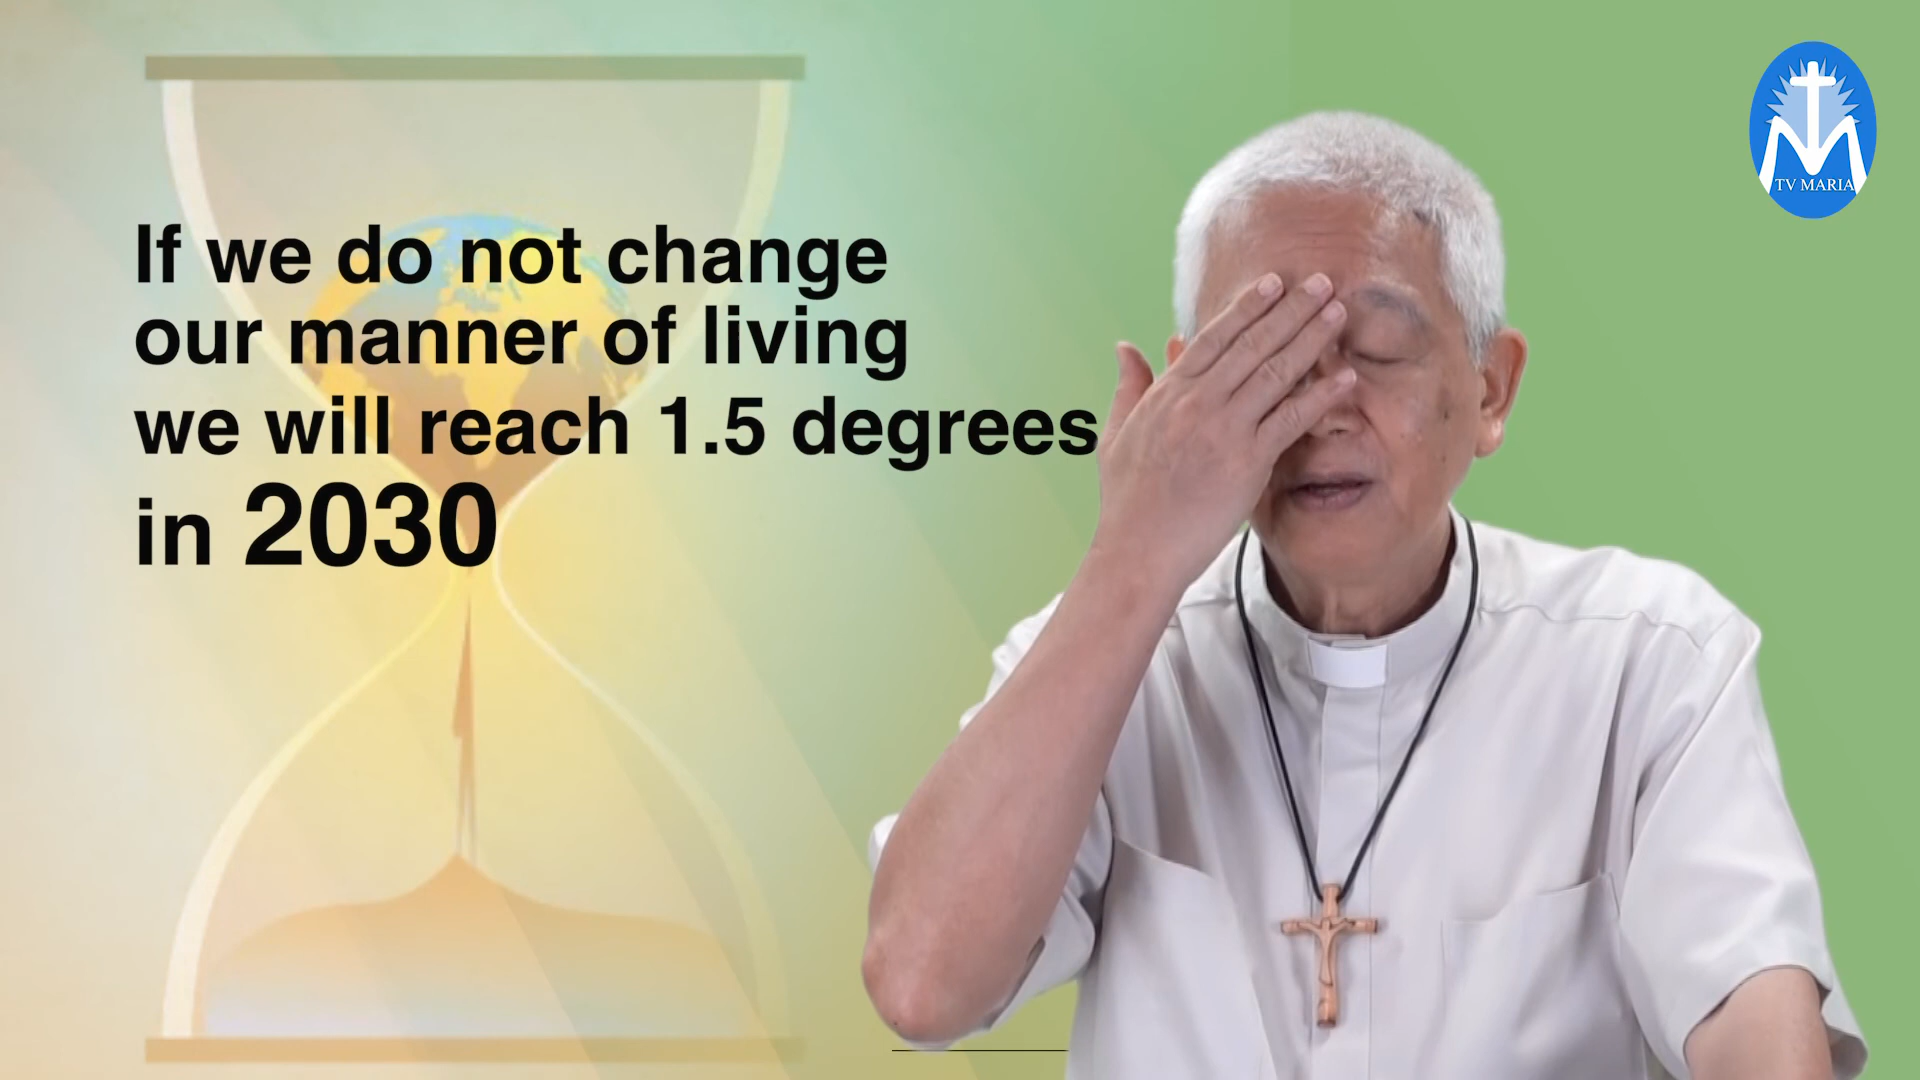 If we do not change
our manner of living
we will reach 1.5 degrees
in 2030
TV MARIA